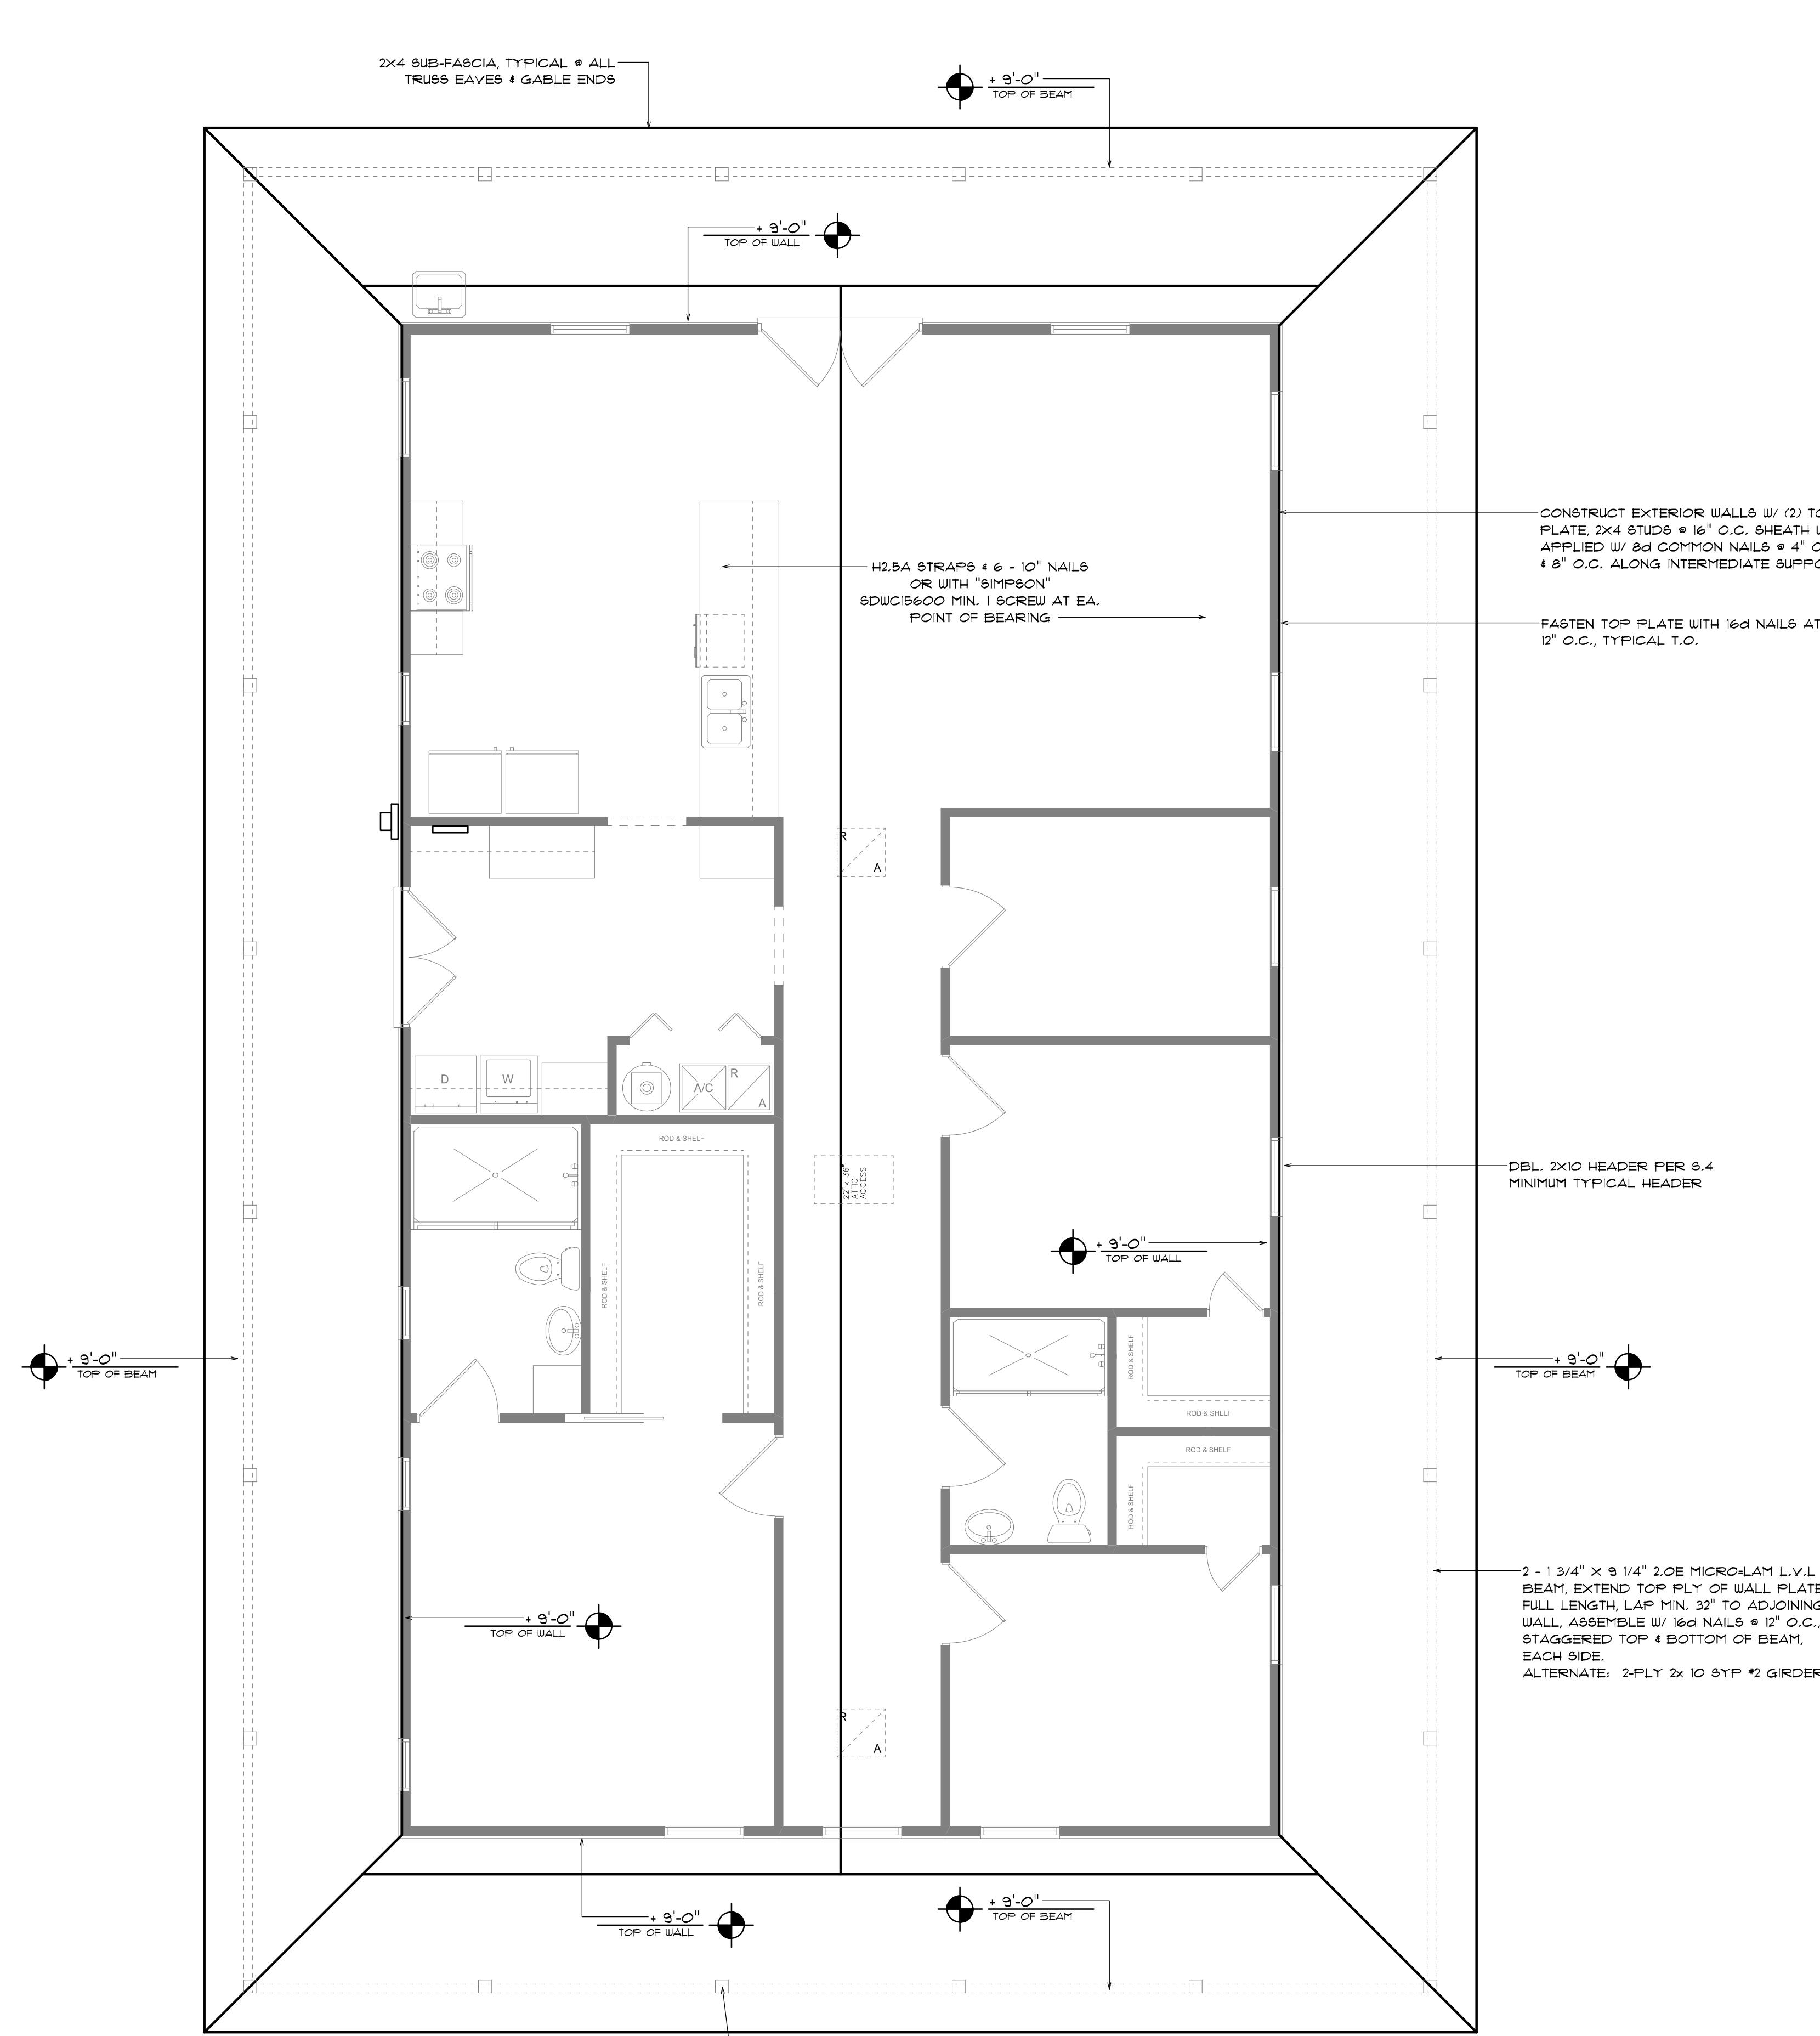 2X4 SUB-FASCIA, TYPICAL @ ALL
TRUSS EAVES & GABLE ENDS
+ 9'-0"
TOP OF BEAM
+ 9'-0"
TOP OF WALL
CONSTRUCT EXTERIOR WALLS W/ (2) TO
PLATE, 2X4 STUDS @ 16" O.C. SHEATH
APPLIED W/ 8d COMMON NAILS @ 4" O
& 8" O.C. ALONG INTERMEDIATE SUPPO
H2.5A STRAPS & 6 - 10" NAILS
OR WITH "SIMPSON"
SDWC15600 MIN. 1 SCREW AT EA.
POINT OF BEARING
FASTEN TOP PLATE WITH 16d NAILS AT
12" O.C., TYPICAL T.O.
R
A
D
W
A/C
R
A
ROD & SHELF
ROD & SHELF
ROD & SHELF
22" x 36"
ATTIC
ACCESS
DBL. 2X10 HEADER PER S.4
MINIMUM TYPICAL HEADER
+ 9'-0"
TOP OF WALL
+ 9'-0"
TOP OF BEAM
ROD & SHELF
ROD & SHELF
+ 9'-0"
TOP OF BEAM
ROD & SHELF
ROD & SHELF
2 - 1 3/4" X 9 1/4" 2.0E MICRO=LAM L.V.L
BEAM, EXTEND TOP PLY OF WALL PLATE
FULL LENGTH, LAP MIN. 32" TO ADJOINING
WALL, ASSEMBLE W/ 16d NAILS @ 12" O.C.,
STAGGERED TOP & BOTTOM OF BEAM,
EACH SIDE.
ALTERNATE: 2-PLY 2x 10 SYP #2 GIRDER
+ 9'-0"
TOP OF WALL
R
A
+ 9'-0"
TOP OF WALL
+ 9'-0"
TOP OF BEAM